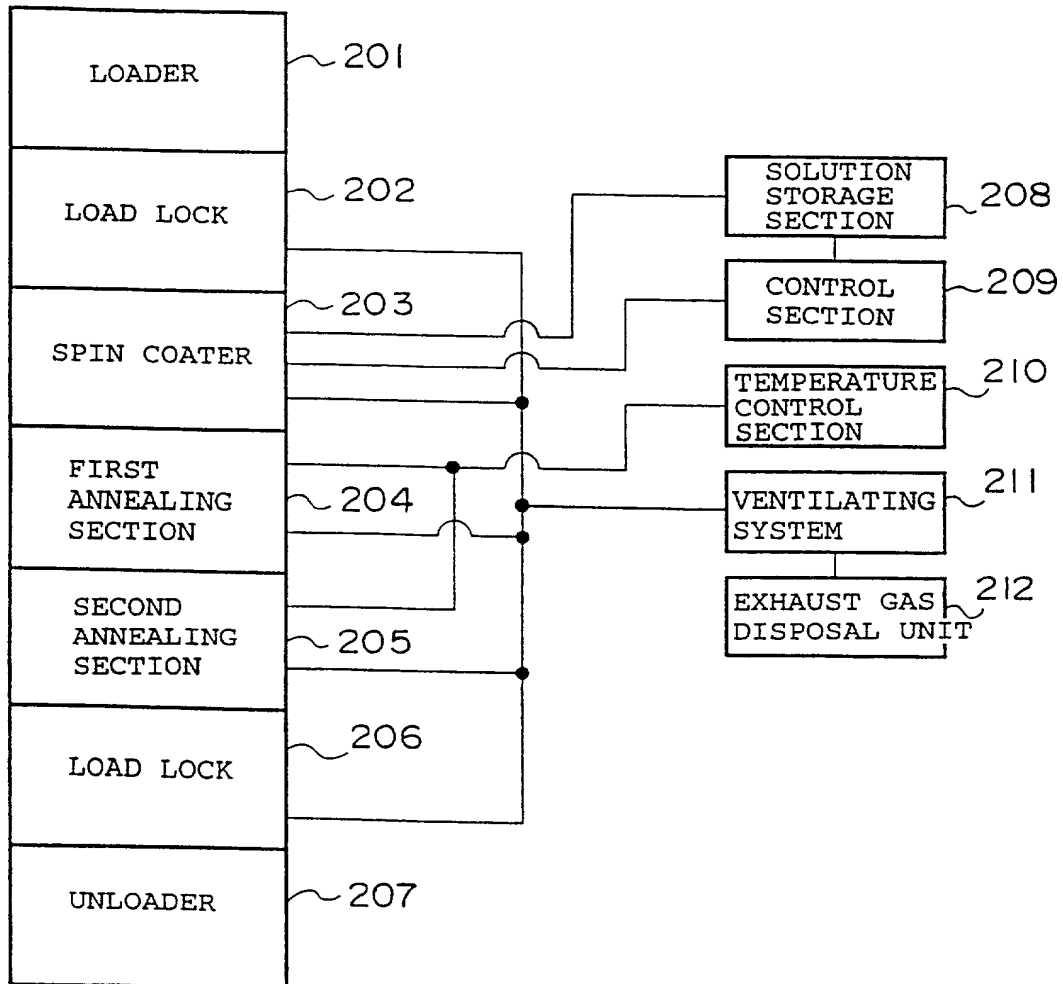 LOADER
201
LOAD LOCK
202
SPIN COATER
203
FIRST
ANNEALING
SECTION
204
SECOND
ANNEALING
SECTION
205
LOAD LOCK
206
UNLOADER
207
SOLUTION
STORAGE
SECTION
208
CONTROL
SECTION
209
TEMPERATURE
CONTROL
SECTION
210
VENTILATING
SYSTEM
211
EXHAUST GAS
DISPOSAL UNIT
212